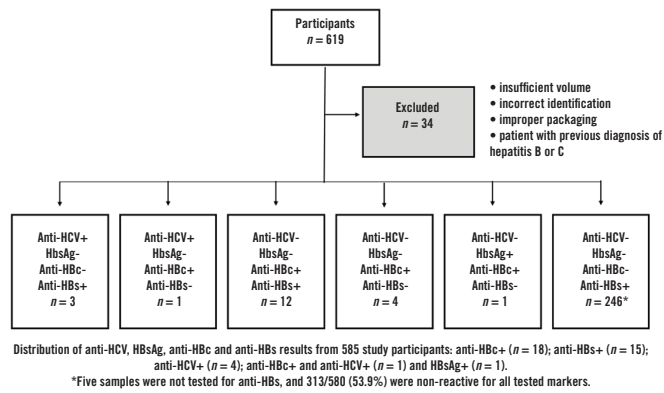 Participants
n = 619
Excluded
n = 34
• insufficient volume
• incorrect identification
• improper packaging
• patient with previous diagnosis of
hepatitis B or C
Anti-HCV+
HbsAg-
Anti-HBc-
Anti-HBs+
n = 3
Anti-HCV+
HbsAg-
Anti-HBc+
Anti-HBs-
n = 1
Anti-HCV-
HbsAg-
Anti-HBc+
Anti-HBs+
n = 12
Anti-HCV-
HbsAg-
Anti-HBc+
Anti-HBs-
n = 4
Anti-HCV-
HbsAg+
Anti-HBc+
Anti-HBs-
n = 1
Anti-HCV-
HbsAg-
Anti-HBc-
Anti-HBs+
n = 246*
Distribution of anti-HCV, HBsAg, anti-HBc and anti-HBs results from 585 study participants: anti-HBc+ (n = 18); anti-HBs+ (n = 15);
anti-HCV+ (n = 4); anti-HBc+ and anti-HCV+ (n = 1) and HBsAg+ (n = 1).
*Five samples were not tested for anti-HBs, and 313/580 (53.9%) were non-reactive for all tested markers.